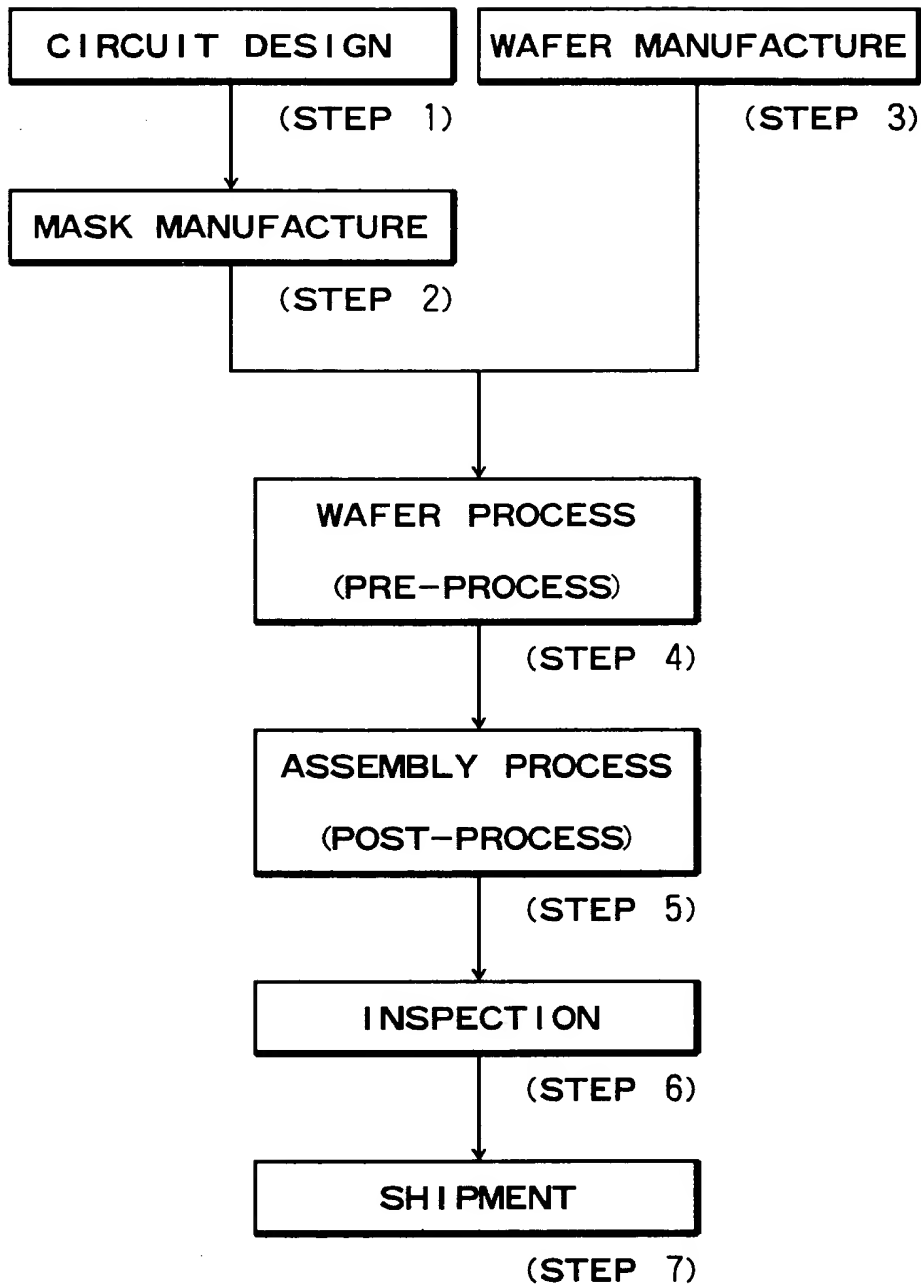 CIRCUIT DESIGN
WAFER MANUFACTURE
(STEP 1)
(STEP 3)
MASK MANUFACTURE
(STEP 2)
WAFER PROCESS
(PRE-PROCESS)
(STEP 4)
ASSEMBLY PROCESS
(POST-PROCESS)
(STEP 5)
INSPECTION
(STEP 6)
SHIPMENT
(STEP 7)